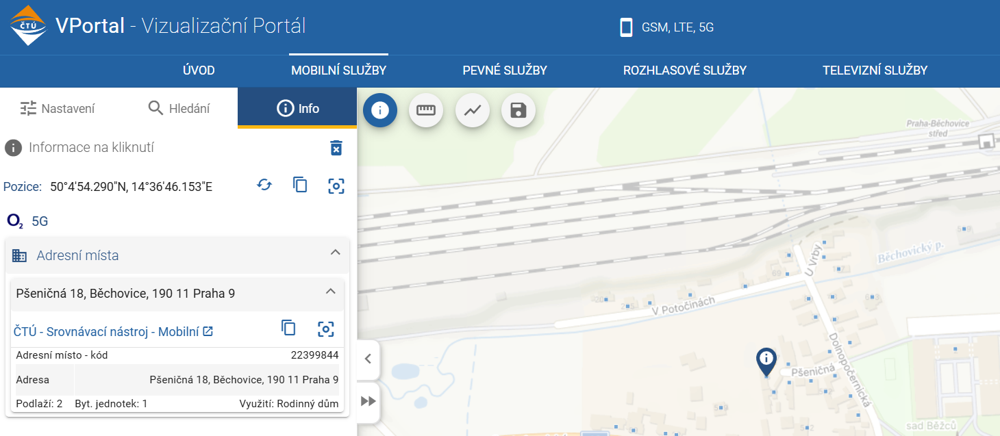 ČTÚ
VPortal - Vizualizační Portál
GSM, LTE, 5G
ÚVOD
MOBILNÍ SLUŽBY
PEVNÉ SLUŽBY
ROZHLASOVÉ SLUŽBY
TELEVIZNÍ SLUŽBY
Nastavení
Hledání
Info
Informace na kliknutí
Pozice: 50°4'54.290"N, 14°36'46.153"E
O2 5G
Adresní místa
Pšeničná 18, Běchovice, 190 11 Praha 9
ČTÚ - Srovnávací nástroj - Mobilní
Adresní místo - kód 22399844
Adresa Pšeničná 18, Běchovice, 190 11 Praha 9
Podlaží: 2 Byt. jednotek: 1 Využití: Rodinný dům
Praha-Běchovice
střed
Běchovický p.
U Vrby
69
V Potočinách
Dolnopočernická
Pšeničná
sad Běžců